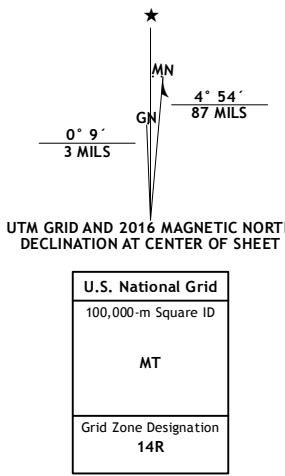 ★
MN
GN
4° 54´
87 MILS
0° 9´
3 MILS
UTM GRID AND 2016 MAGNETIC NORTH
DECLINATION AT CENTER OF SHEET
U.S. National Grid
100,000-m Square ID
MT
Grid Zone Designation
14R